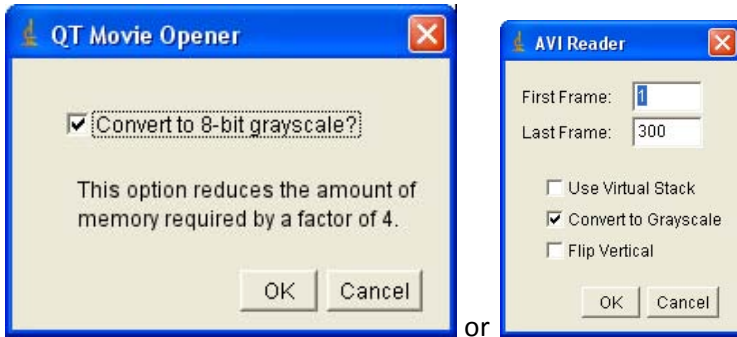 QT Movie Opener
Convert to 8-bit grayscale?
This option reduces the amount of
memory required by a factor of 4.
OK Cancel
or
AVI Reader
First Frame: 1
Last Frame: 300
Use Virtual Stack
Convert to Grayscale
Flip Vertical
OK Cancel